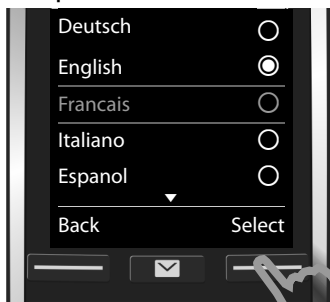 Deutsch
English
Francais
Italiano
Espanol
Back Select